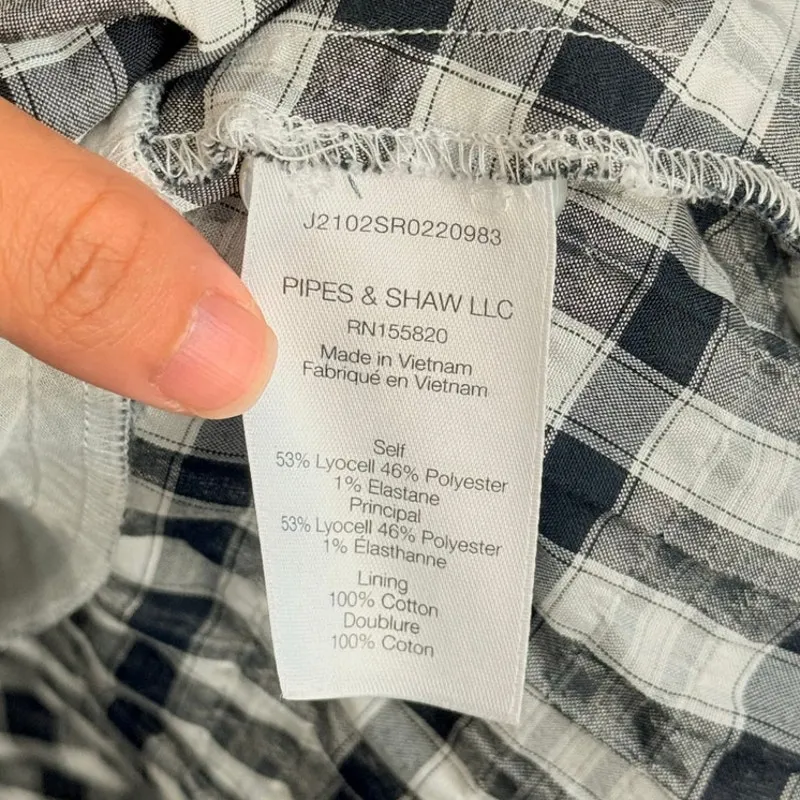 J2102SR0220983
PIPES & SHAW LLC
RN155820
Made in Vietnam
Fabriqué en Vietnam
Self
53% Lyocell 46% Polyester
1% Elastane
Principal
53% Lyocell 46% Polyester
1% Élasthanne
Lining
100% Cotton
Doublure
100% Coton